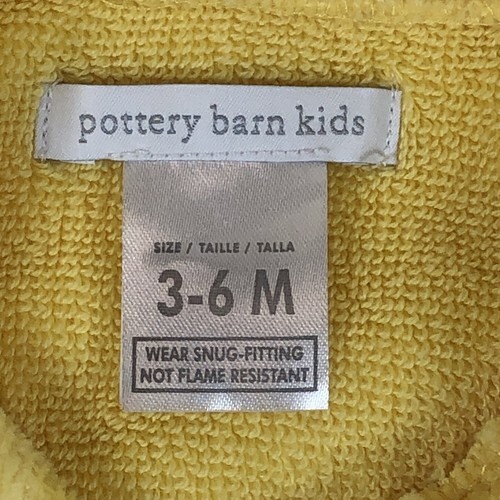 pottery barn kids
SIZE / TAILLE / TALLA
3-6 M
WEAR SNUG-FITTING
NOT FLAME RESISTANT